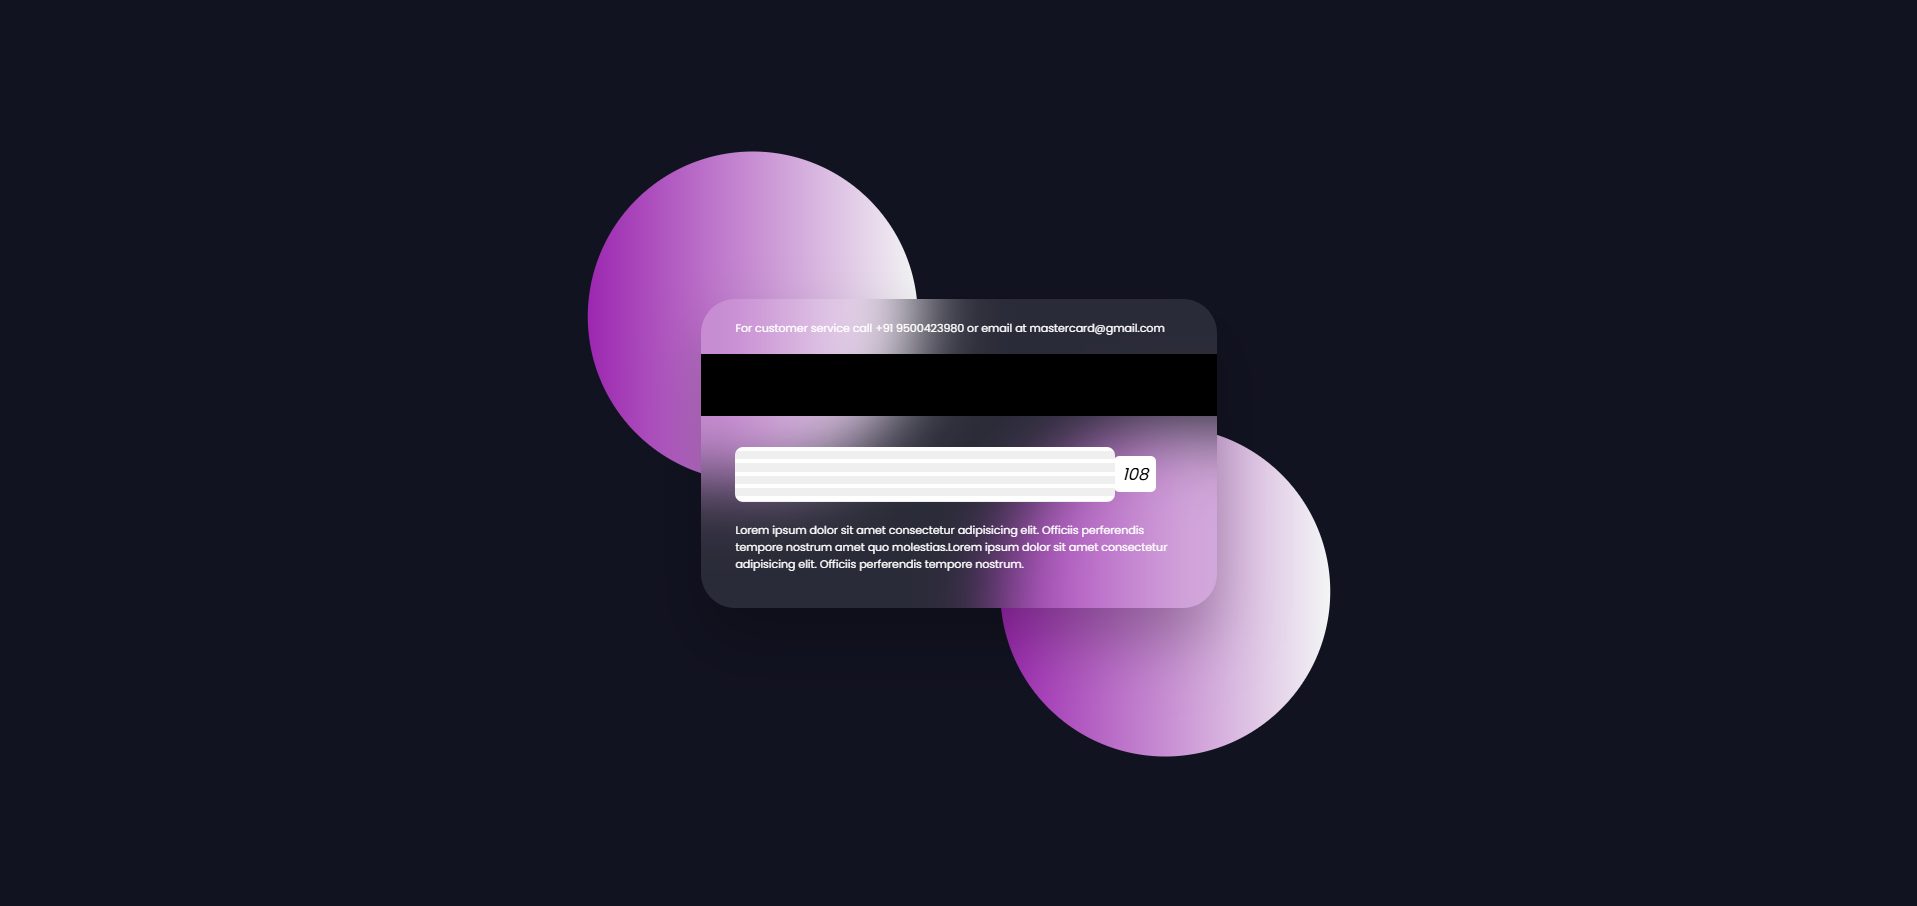 For customer service call +91 9500423980 or email at mastercard@gmail.com
108
Lorem ipsum dolor sit amet consectetur adipisicing elit. Officiis perferendis
tempore nostrum amet quo molestias.Lorem ipsum dolor sit amet consectetur
adipisicing elit. Officiis perferendis tempore nostrum.